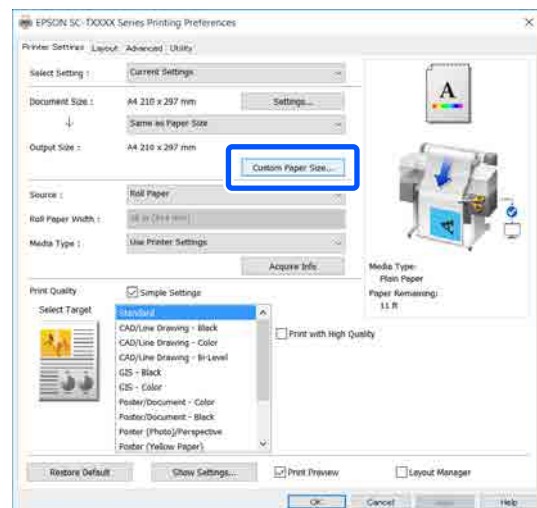 EPSON SC-TXXXX Series Printing Preferences
Printer Settings Layout Advanced Utility
Select Setting : Current Settings
Document Size : A4 210 x 297 mm Settings...
Same as Paper Size
Output Size : A4 210 x 297 mm
Custom Paper Size...
Source : Roll Paper
Roll Paper Width :
Media Type : Use Printer Settings
Acquire Info
Media Type:
Plain Paper
Paper Remaining:
11 ft
Print Quality Simple Settings
Select Target
Standard
CAD/Line Drawing - Black
CAD/Line Drawing - Color
CAD/Line Drawing - Bi-Level
GIS - Black
GIS - Color
Poster/Document - Color
Poster/Document - Black
Poster (Photo)/Perspective
Poster (Yellow Paper)
Print with High Quality
Restore Default Show Settings... Print Preview Layout Manager
OK Cancel Help
A